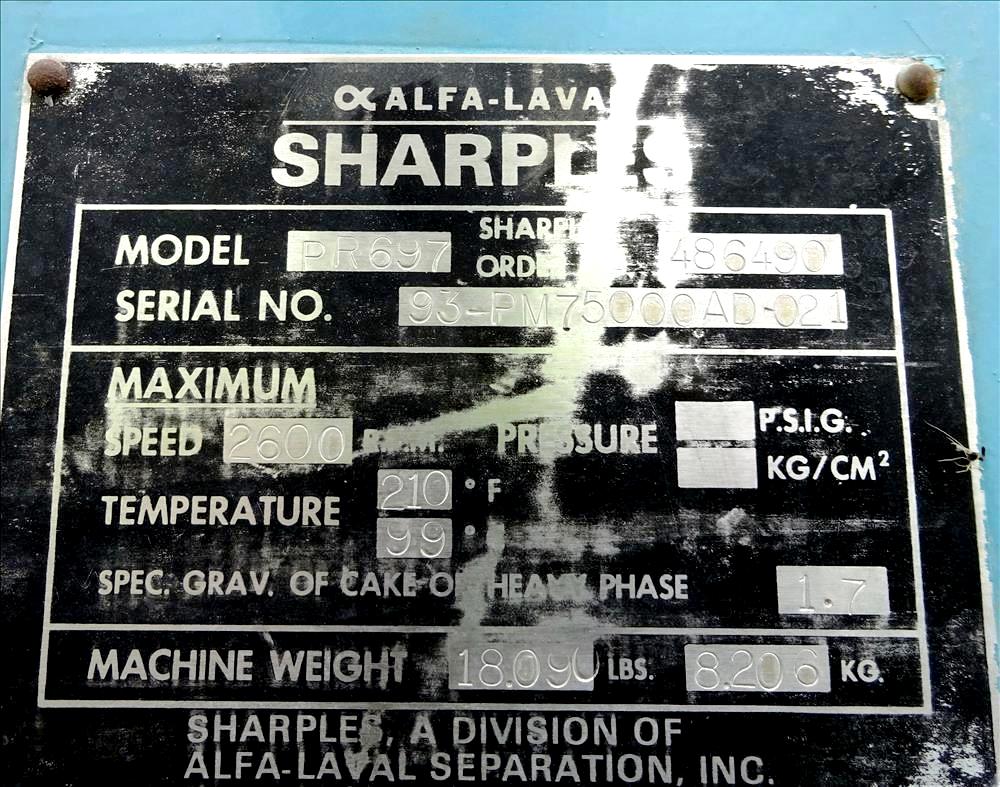 α ALFA-LAVAL
SHARPLES
MODEL PR697 SHARPLES ORDER 486490
SERIAL NO. 93-PM75000AD-021
MAXIMUM
SPEED 2600 R.P.M. PRESSURE P.S.I.G.
KG/CM²
TEMPERATURE 210 °F
99 °
SPEC. GRAV. OF CAKE OR HEAVY PHASE 1.7
MACHINE WEIGHT 18.090 LBS. 8.206 KG.
SHARPLES, A DIVISION OF
ALFA-LAVAL SEPARATION, INC.